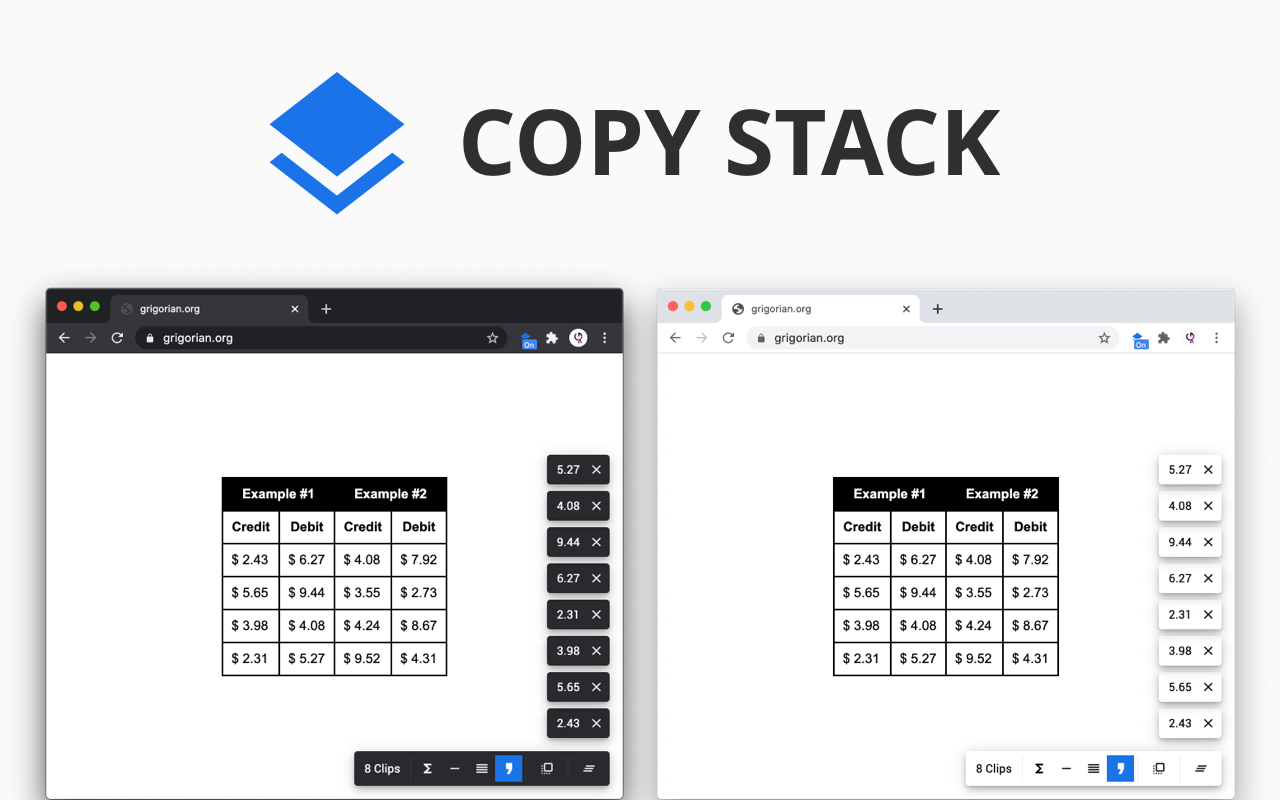 COPY STACK
grigorian.org
grigorian.org
On
5.27
4.08
9.44
6.27
2.31
3.98
5.65
2.43
Example #1 Example #2
Credit Debit Credit Debit
$ 2.43 $ 6.27 $ 4.08 $ 7.92
$ 5.65 $ 9.44 $ 3.55 $ 2.73
$ 3.98 $ 4.08 $ 4.24 $ 8.67
$ 2.31 $ 5.27 $ 9.52 $ 4.31
8 Clips
grigorian.org
grigorian.org
On
5.27
4.08
9.44
6.27
2.31
3.98
5.65
2.43
Example #1 Example #2
Credit Debit Credit Debit
$ 2.43 $ 6.27 $ 4.08 $ 7.92
$ 5.65 $ 9.44 $ 3.55 $ 2.73
$ 3.98 $ 4.08 $ 4.24 $ 8.67
$ 2.31 $ 5.27 $ 9.52 $ 4.31
8 Clips